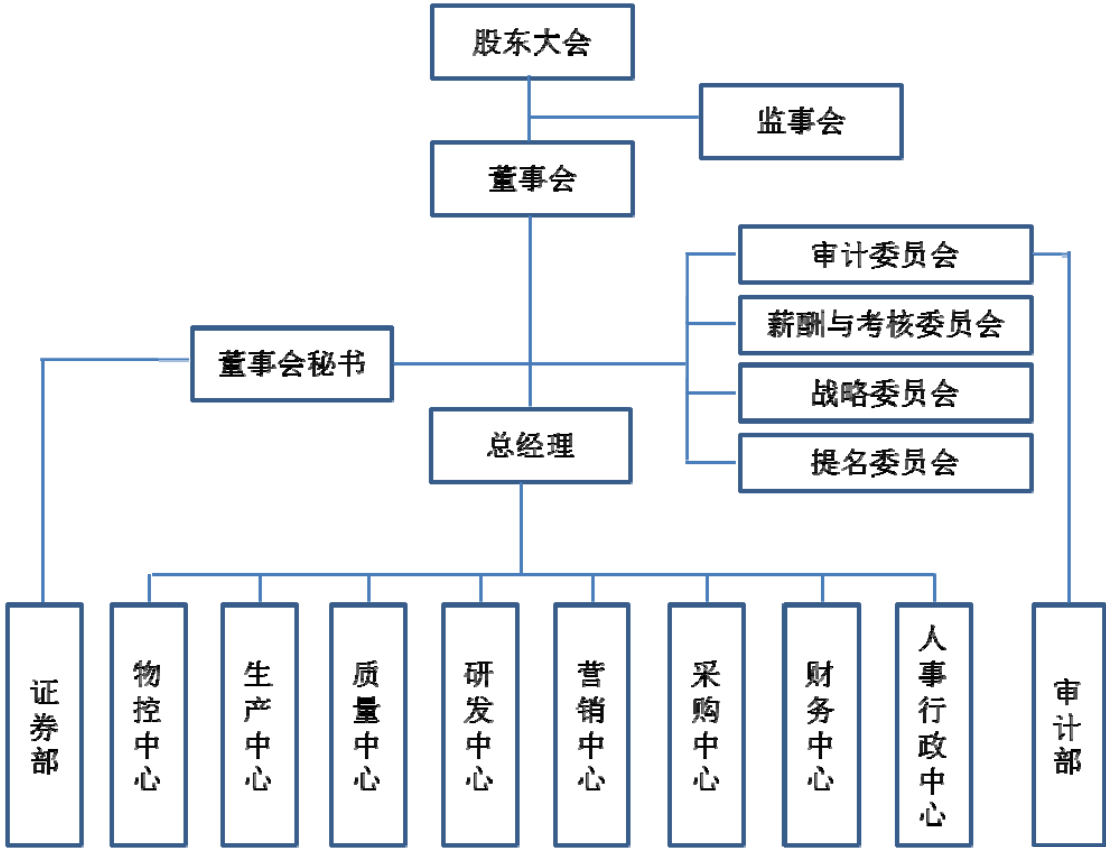 股东大会
监事会
董事会
审计委员会
薪酬与考核委员会
董事会秘书
战略委员会
总经理
提名委员会
证券部
物控中心
生产中心
质量中心
研发中心
营销中心
采购中心
财务中心
人事行政中心
审计部